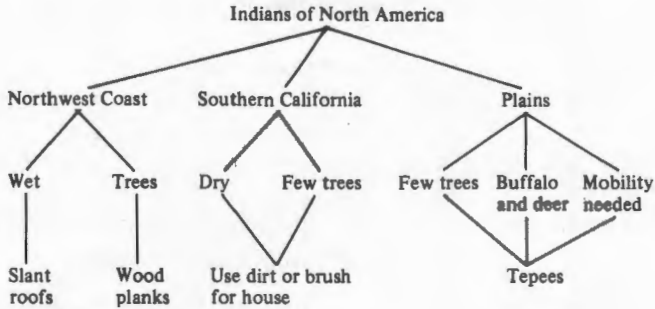 Indians of North America
Northwest Coast Southern California Plains
Wet Trees Dry Few trees Few trees Buffalo and deer Mobility needed
Slant roofs Wood planks Use dirt or brush for house Tepees